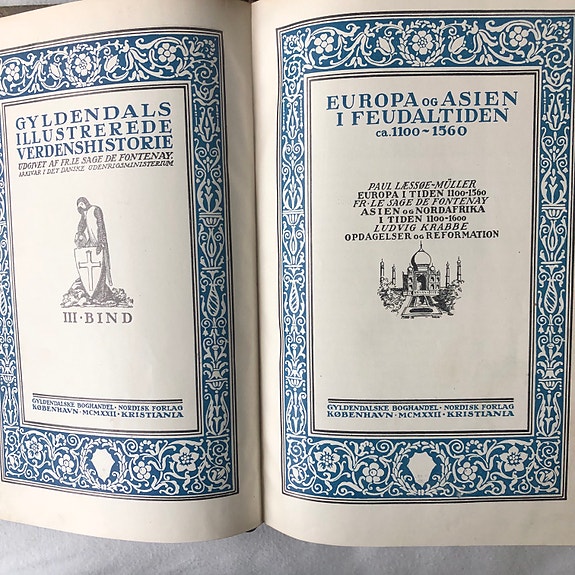 GYLDENDALS
ILLUSTREREDE
VERDENSHISTORIE
UDGIVET AF FR. LE SAGE DE FONTENAY.
ARKIVAR I DET DANSKE UDENRIGSMINISTERIUM
III · BIND
GYLDENDALSKE BOGHANDEL · NORDISK FORLAG
KØBENHAVN · MCMXXII · KRISTIANIA
EUROPA OG ASIEN
I FEUDALTIDEN
ca. 1100~1560
PAUL LÆSSØE-MÜLLER
EUROPA I TIDEN 1100-1560
FR · LE SAGE DE FONTENAY
ASIEN OG NORDAFRIKA
I TIDEN 1100-1600
LUDVIG KRABBE
OPDAGELSER OG REFORMATION
GYLDENDALSKE BOGHANDEL · NORDISK FORLAG
KØBENHAVN · MCMXXII · KRISTIANIA